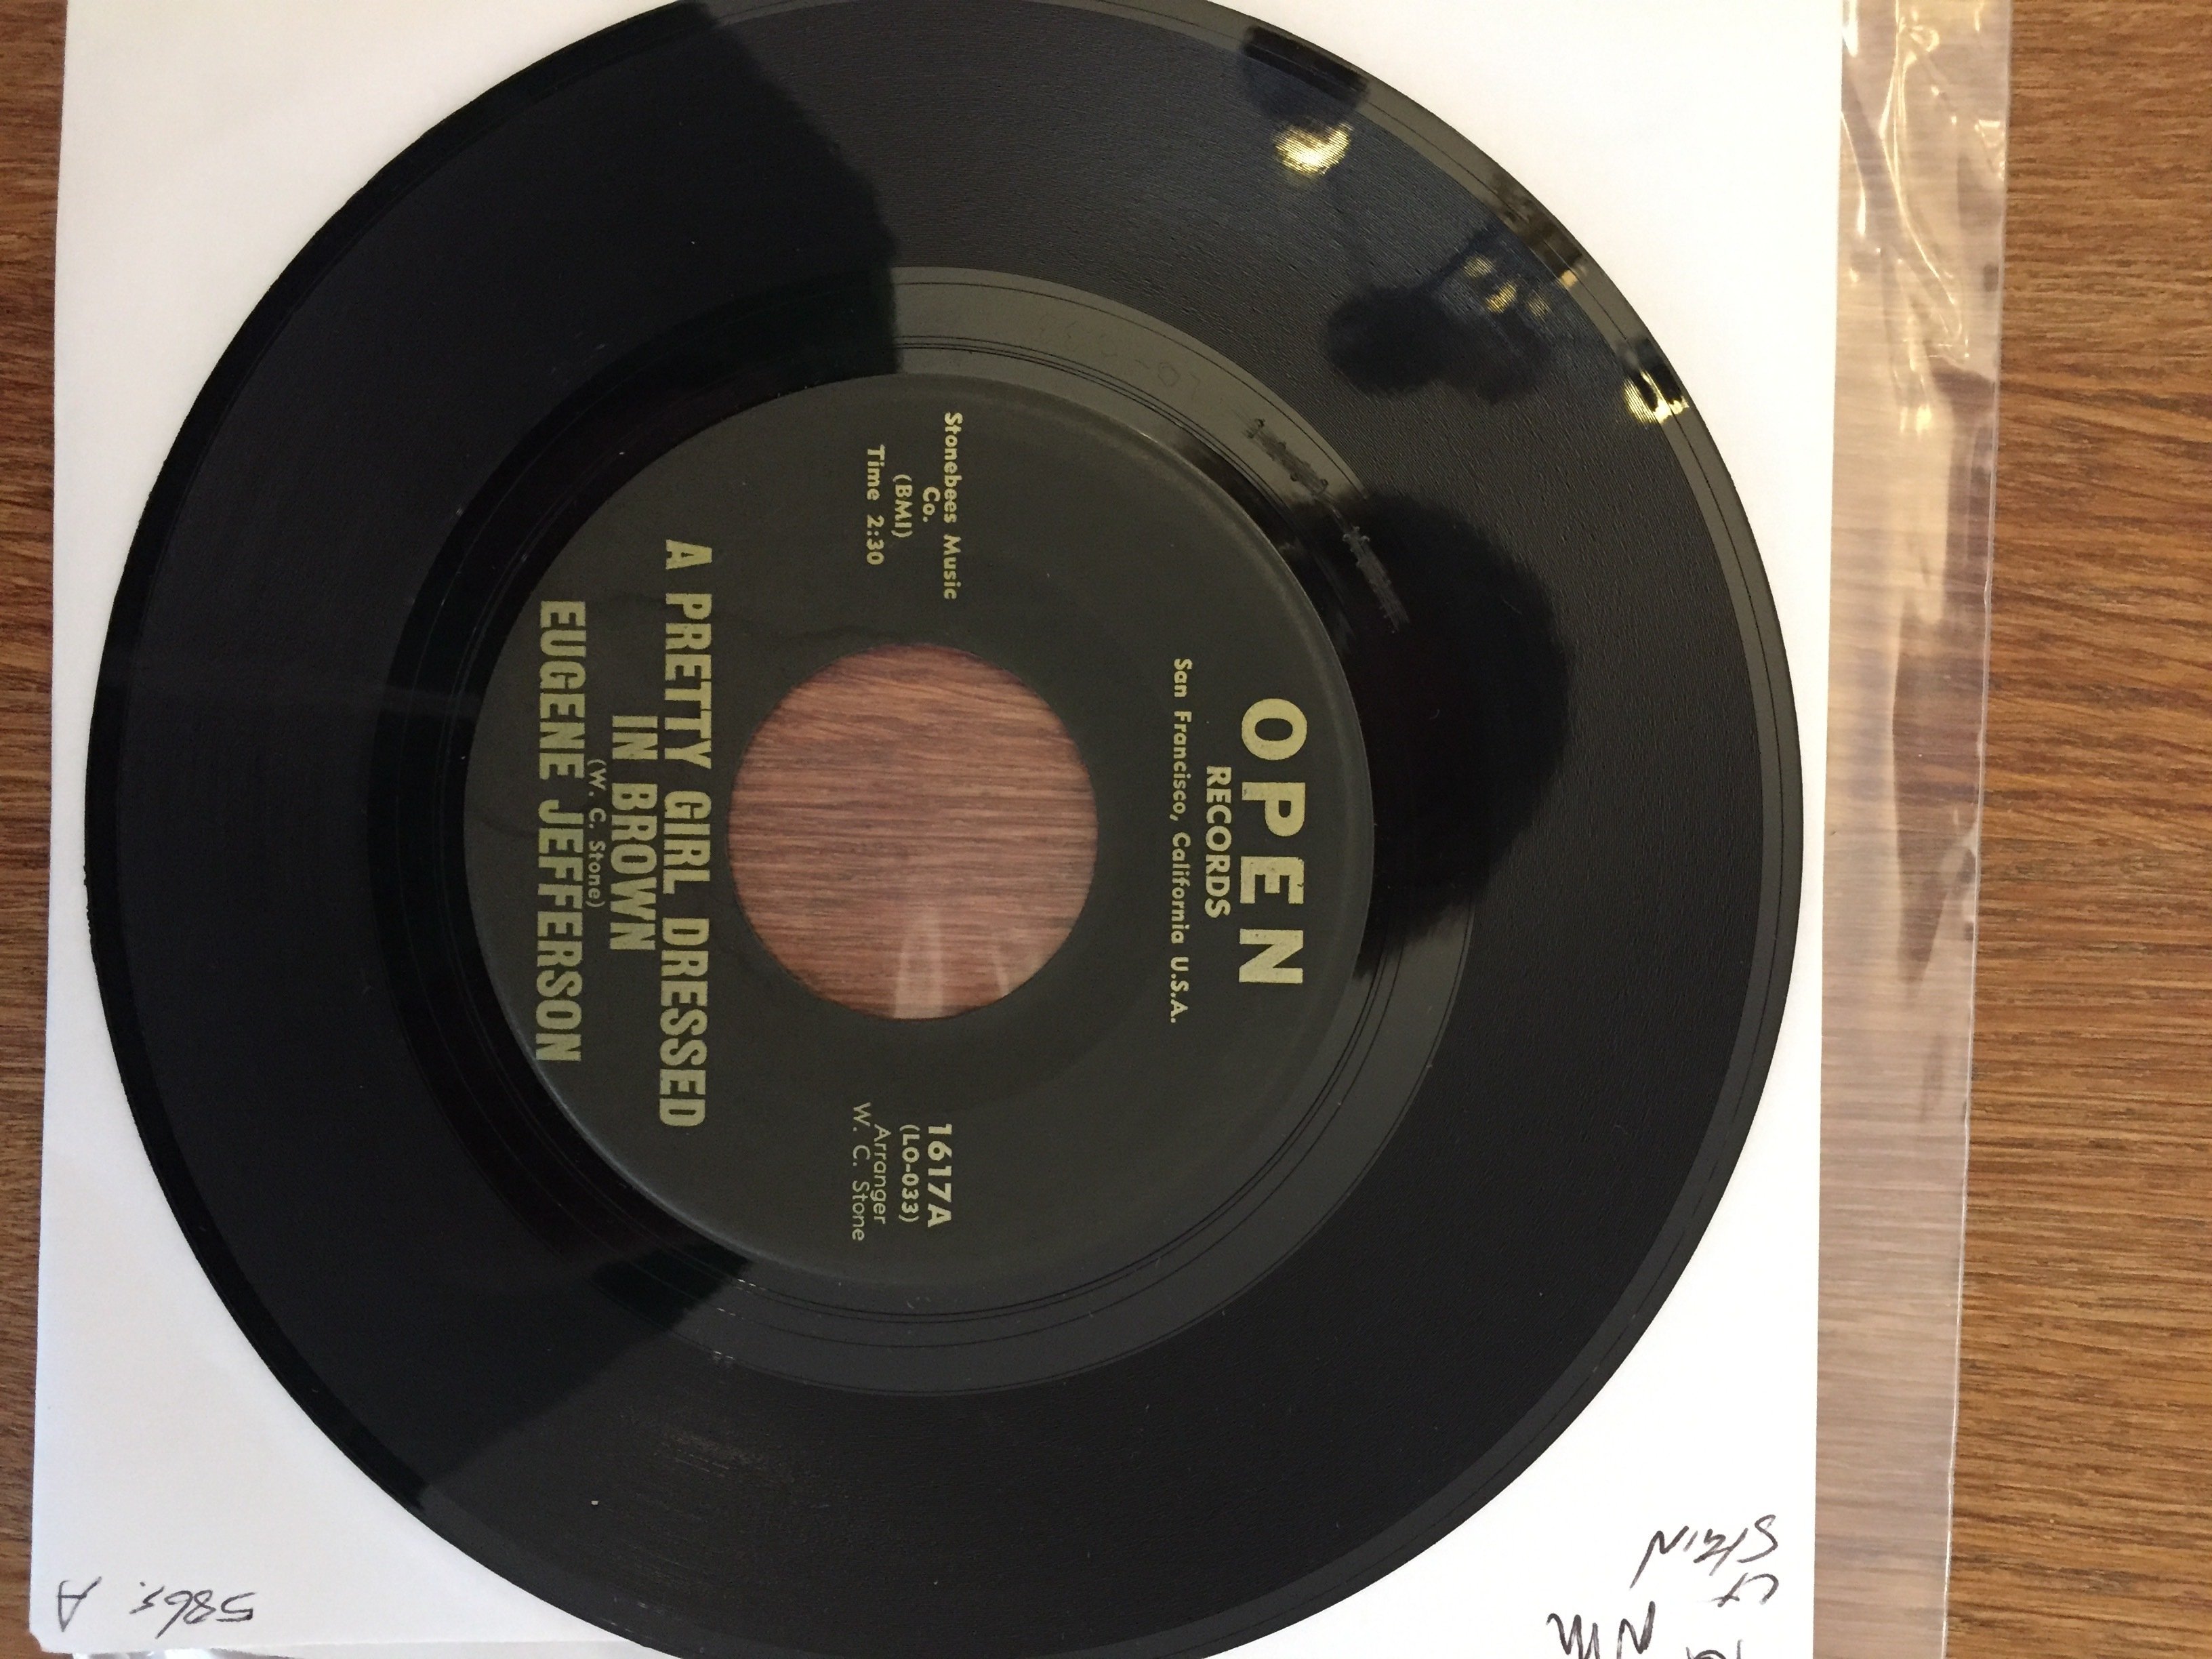 OPEN
RECORDS
San Francisco, California U.S.A.
Stonebees Music
Co.
(BMI)
Time 2:30
1617A
(LO-033)
Arranger
W. C. Stone
A PRETTY GIRL DRESSED
IN BROWN
(W. C. Stone)
EUGENE JEFFERSON
NM
A